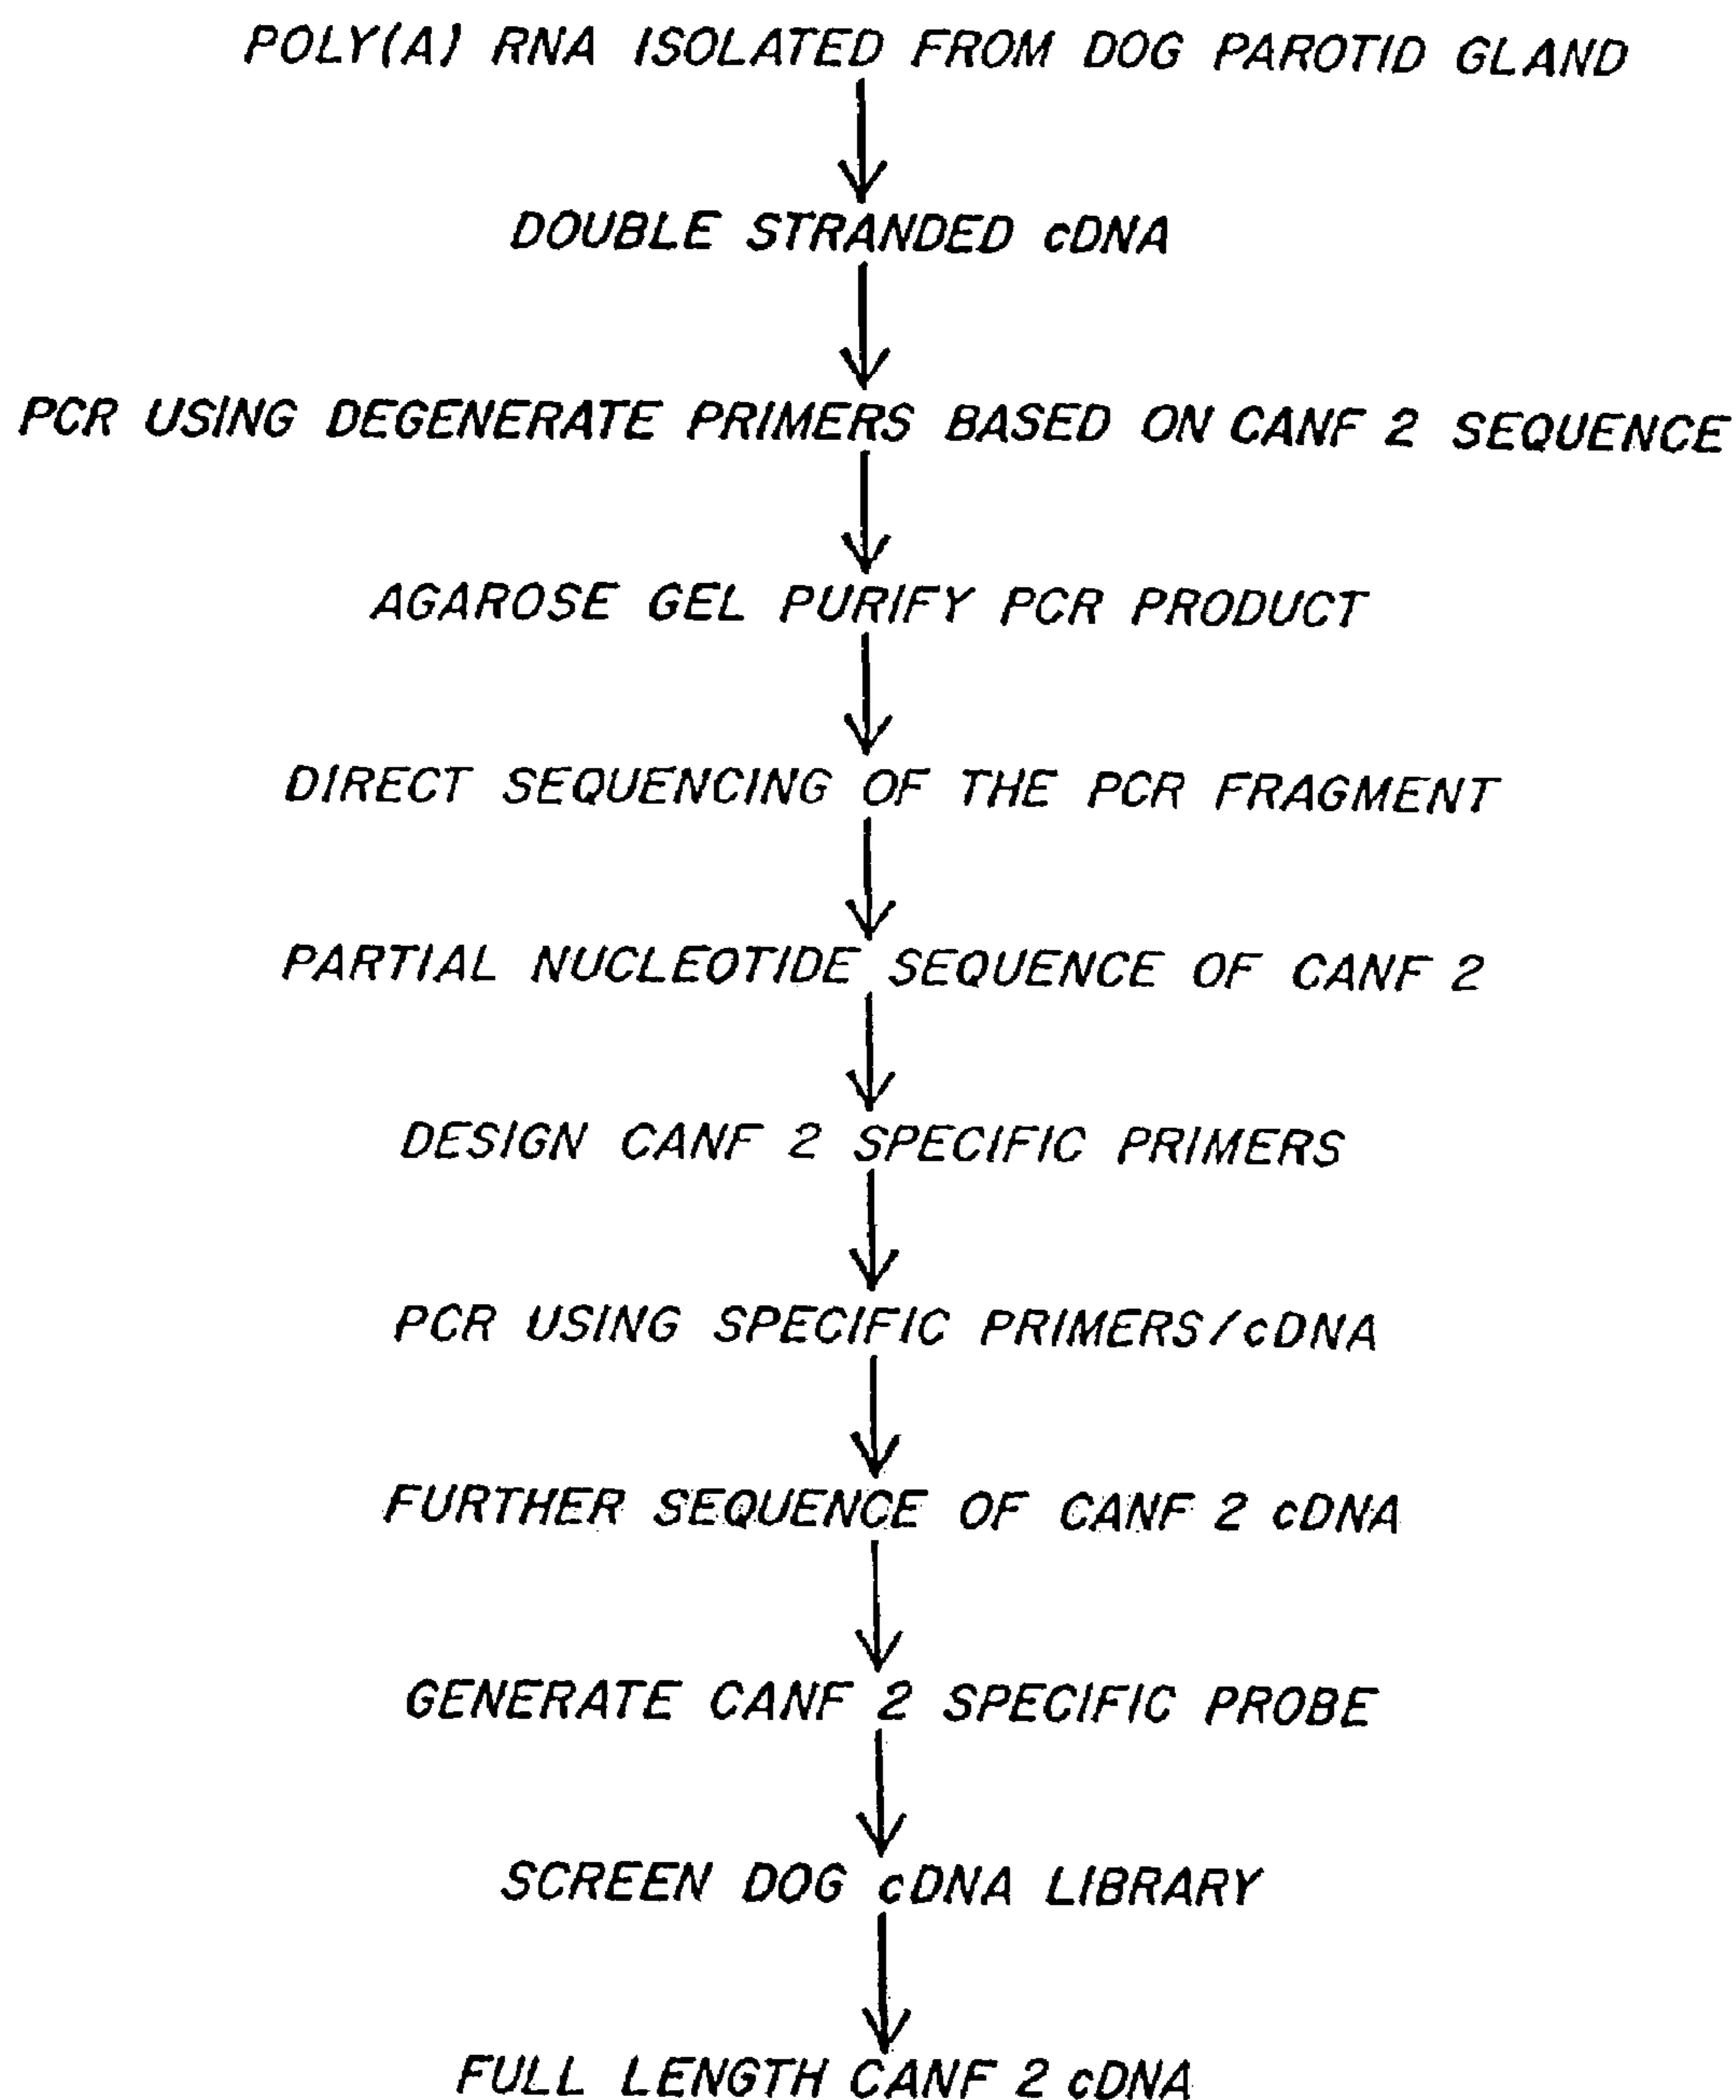 POLY(A) RNA ISOLATED FROM DOG PAROTID GLAND
DOUBLE STRANDED cDNA
PCR USING DEGENERATE PRIMERS BASED ON CANF 2 SEQUENCE
AGAROSE GEL PURIFY PCR PRODUCT
DIRECT SEQUENCING OF THE PCR FRAGMENT
PARTIAL NUCLEOTIDE SEQUENCE OF CANF 2
DESIGN CANF 2 SPECIFIC PRIMERS
PCR USING SPECIFIC PRIMERS/cDNA
FURTHER SEQUENCE OF CANF 2 cDNA
GENERATE CANF 2 SPECIFIC PROBE
SCREEN DOG cDNA LIBRARY
FULL LENGTH CANF 2 cDNA